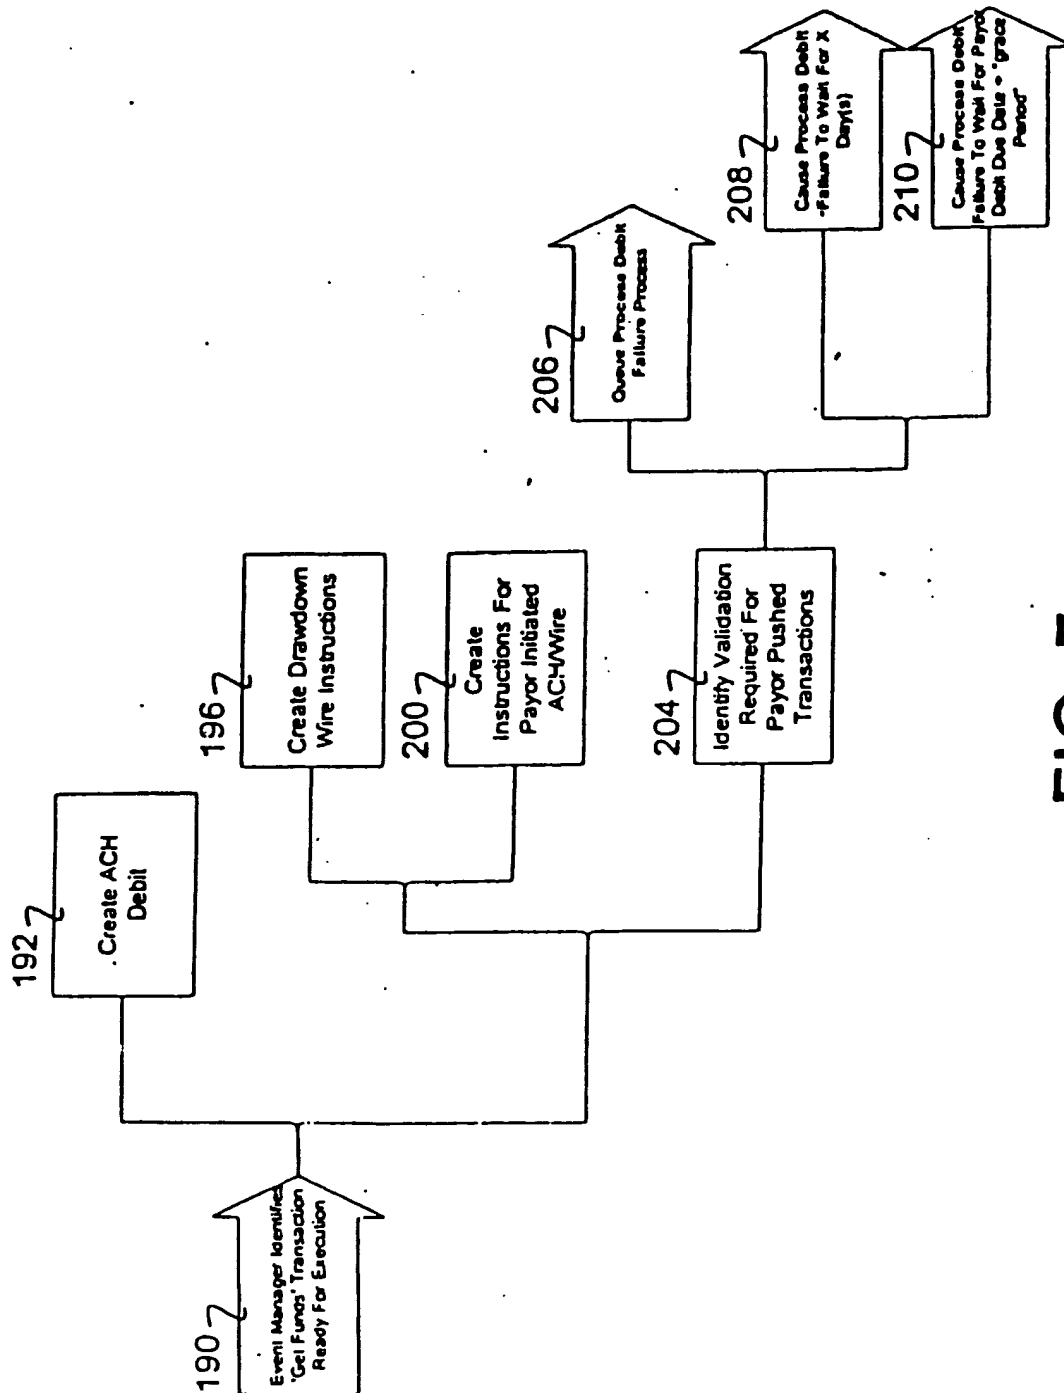 190
Event Manager Identifies
'Get Funds' Transaction
Ready For Execution
192
Create ACH
Debit
196
Create Drawdown
Wire Instructions
200
Create
Instructions For
Payor Initiated
ACH/Wire
204
Identify Validation
Required For
Payor Pushed
Transactions
206
Queue Process Debit
Failure Process
208
Cause Process Debit
-Failure To Wait For X
Day(s)
210
Cause Process Debit
Failure To Wait For Payor
Debit Due Date + "grace
Period"